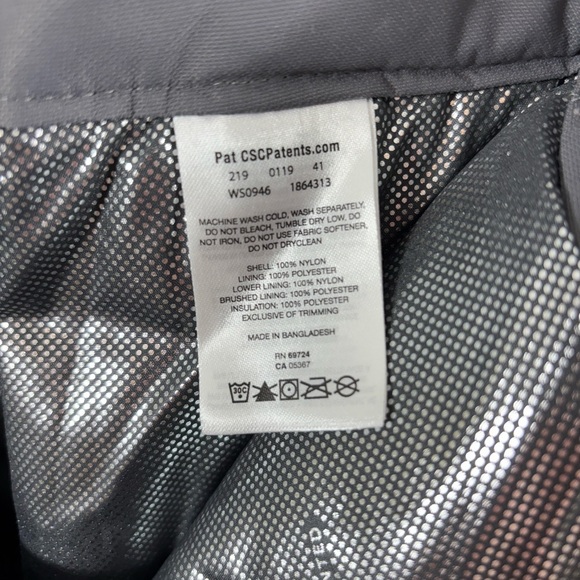 Pat CSCPatents.com
219 0119 41
WS0946 1864313
MACHINE WASH COLD, WASH SEPARATELY,
DO NOT BLEACH, TUMBLE DRY LOW, DO
NOT IRON, DO NOT USE FABRIC SOFTENER,
DO NOT DRYCLEAN
SHELL: 100% NYLON
LINING: 100% POLYESTER
LOWER LINING: 100% NYLON
BRUSHED LINING: 100% POLYESTER
INSULATION: 100% POLYESTER
EXCLUSIVE OF TRIMMING
MADE IN BANGLADESH
RN 69724
CA 05367
30C